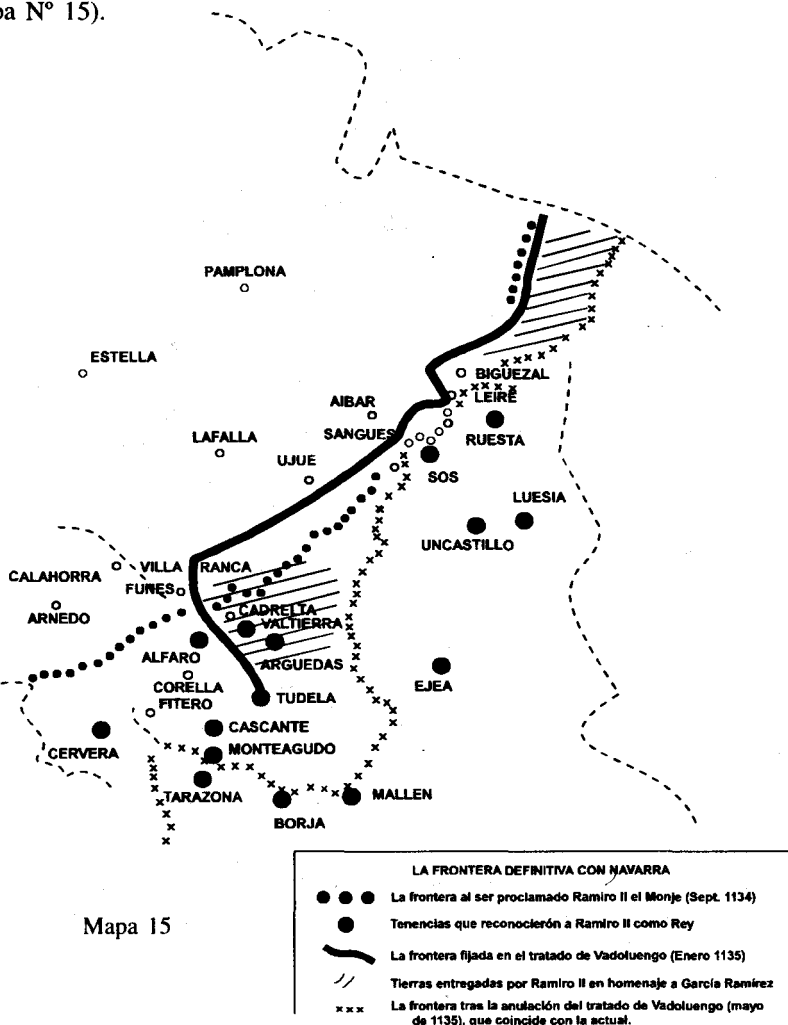 pa Nº 15).
PAMPLONA
ESTELLA
BIGÜEZAL
AIBAR
LEIRE
LAFALLA
SANGUES
RUESTA
UJUE
SOS
LUESIA
UNCASTILLO
VILLA RANCA
CALAHORRA
FUNES
ARNEDO
CADRELTA
VALTIERRA
ALFARO
ARGUEDAS
EJEA
CORELLA
TUDELA
FITERO
CASCANTE
CERVERA
MONTEAGUDO
TARAZONA
MALLEN
BORJA
LA FRONTERA DEFINITIVA CON NAVARRA
La frontera al ser proclamado Ramiro II el Monje (Sept. 1134)
Tenencias que reconocierón a Ramiro II como Rey
Mapa 15
La frontera fijada en el tratado de Vadoluengo (Enero 1135)
Tierras entregadas por Ramiro II en homenaje a García Ramírez
La frontera tras la anulación del tratado de Vadoluengo (mayo
de 1135), que coincide con la actual.